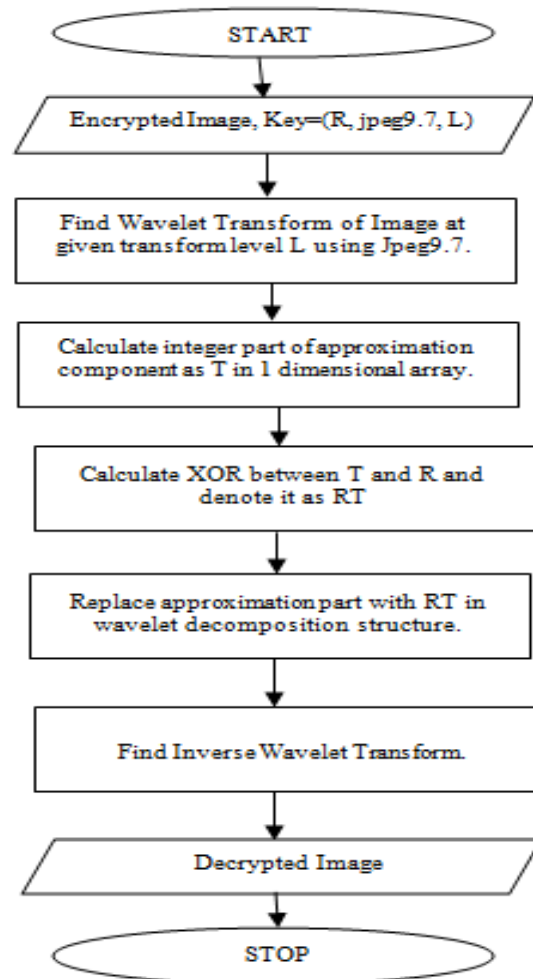 START
Encrypted Image, Key=(R, jpeg9.7, L)
Find Wavelet Transform of Image at
given transform level L using Jpeg9.7.
Calculate integer part of approximation
component as T in 1 dimensional array.
Calculate XOR between T and R and
denote it as RT
Replace approximation part with RT in
wavelet decomposition structure.
Find Inverse Wavelet Transform.
Decrypted Image
STOP